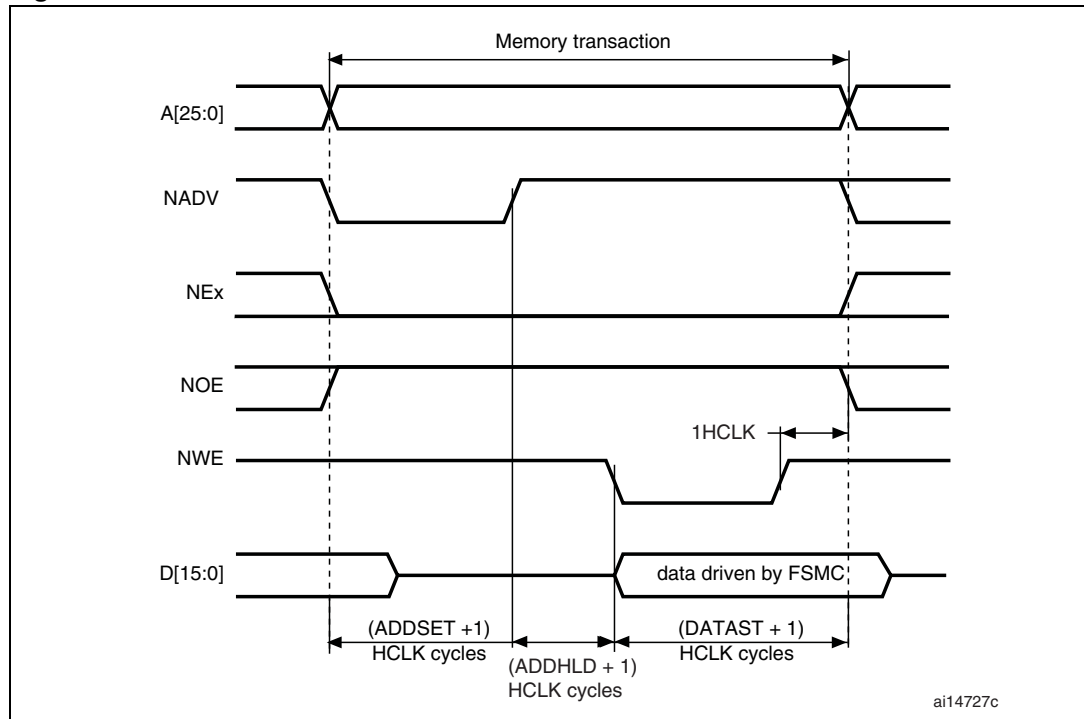 Memory transaction
A[25:0]
NADV
NEx
NOE
1HCLK
NWE
D[15:0]
data driven by FSMC
(ADDSET +1)
HCLK cycles
(ADDHLD + 1)
HCLK cycles
(DATAST + 1)
HCLK cycles
ai14727c